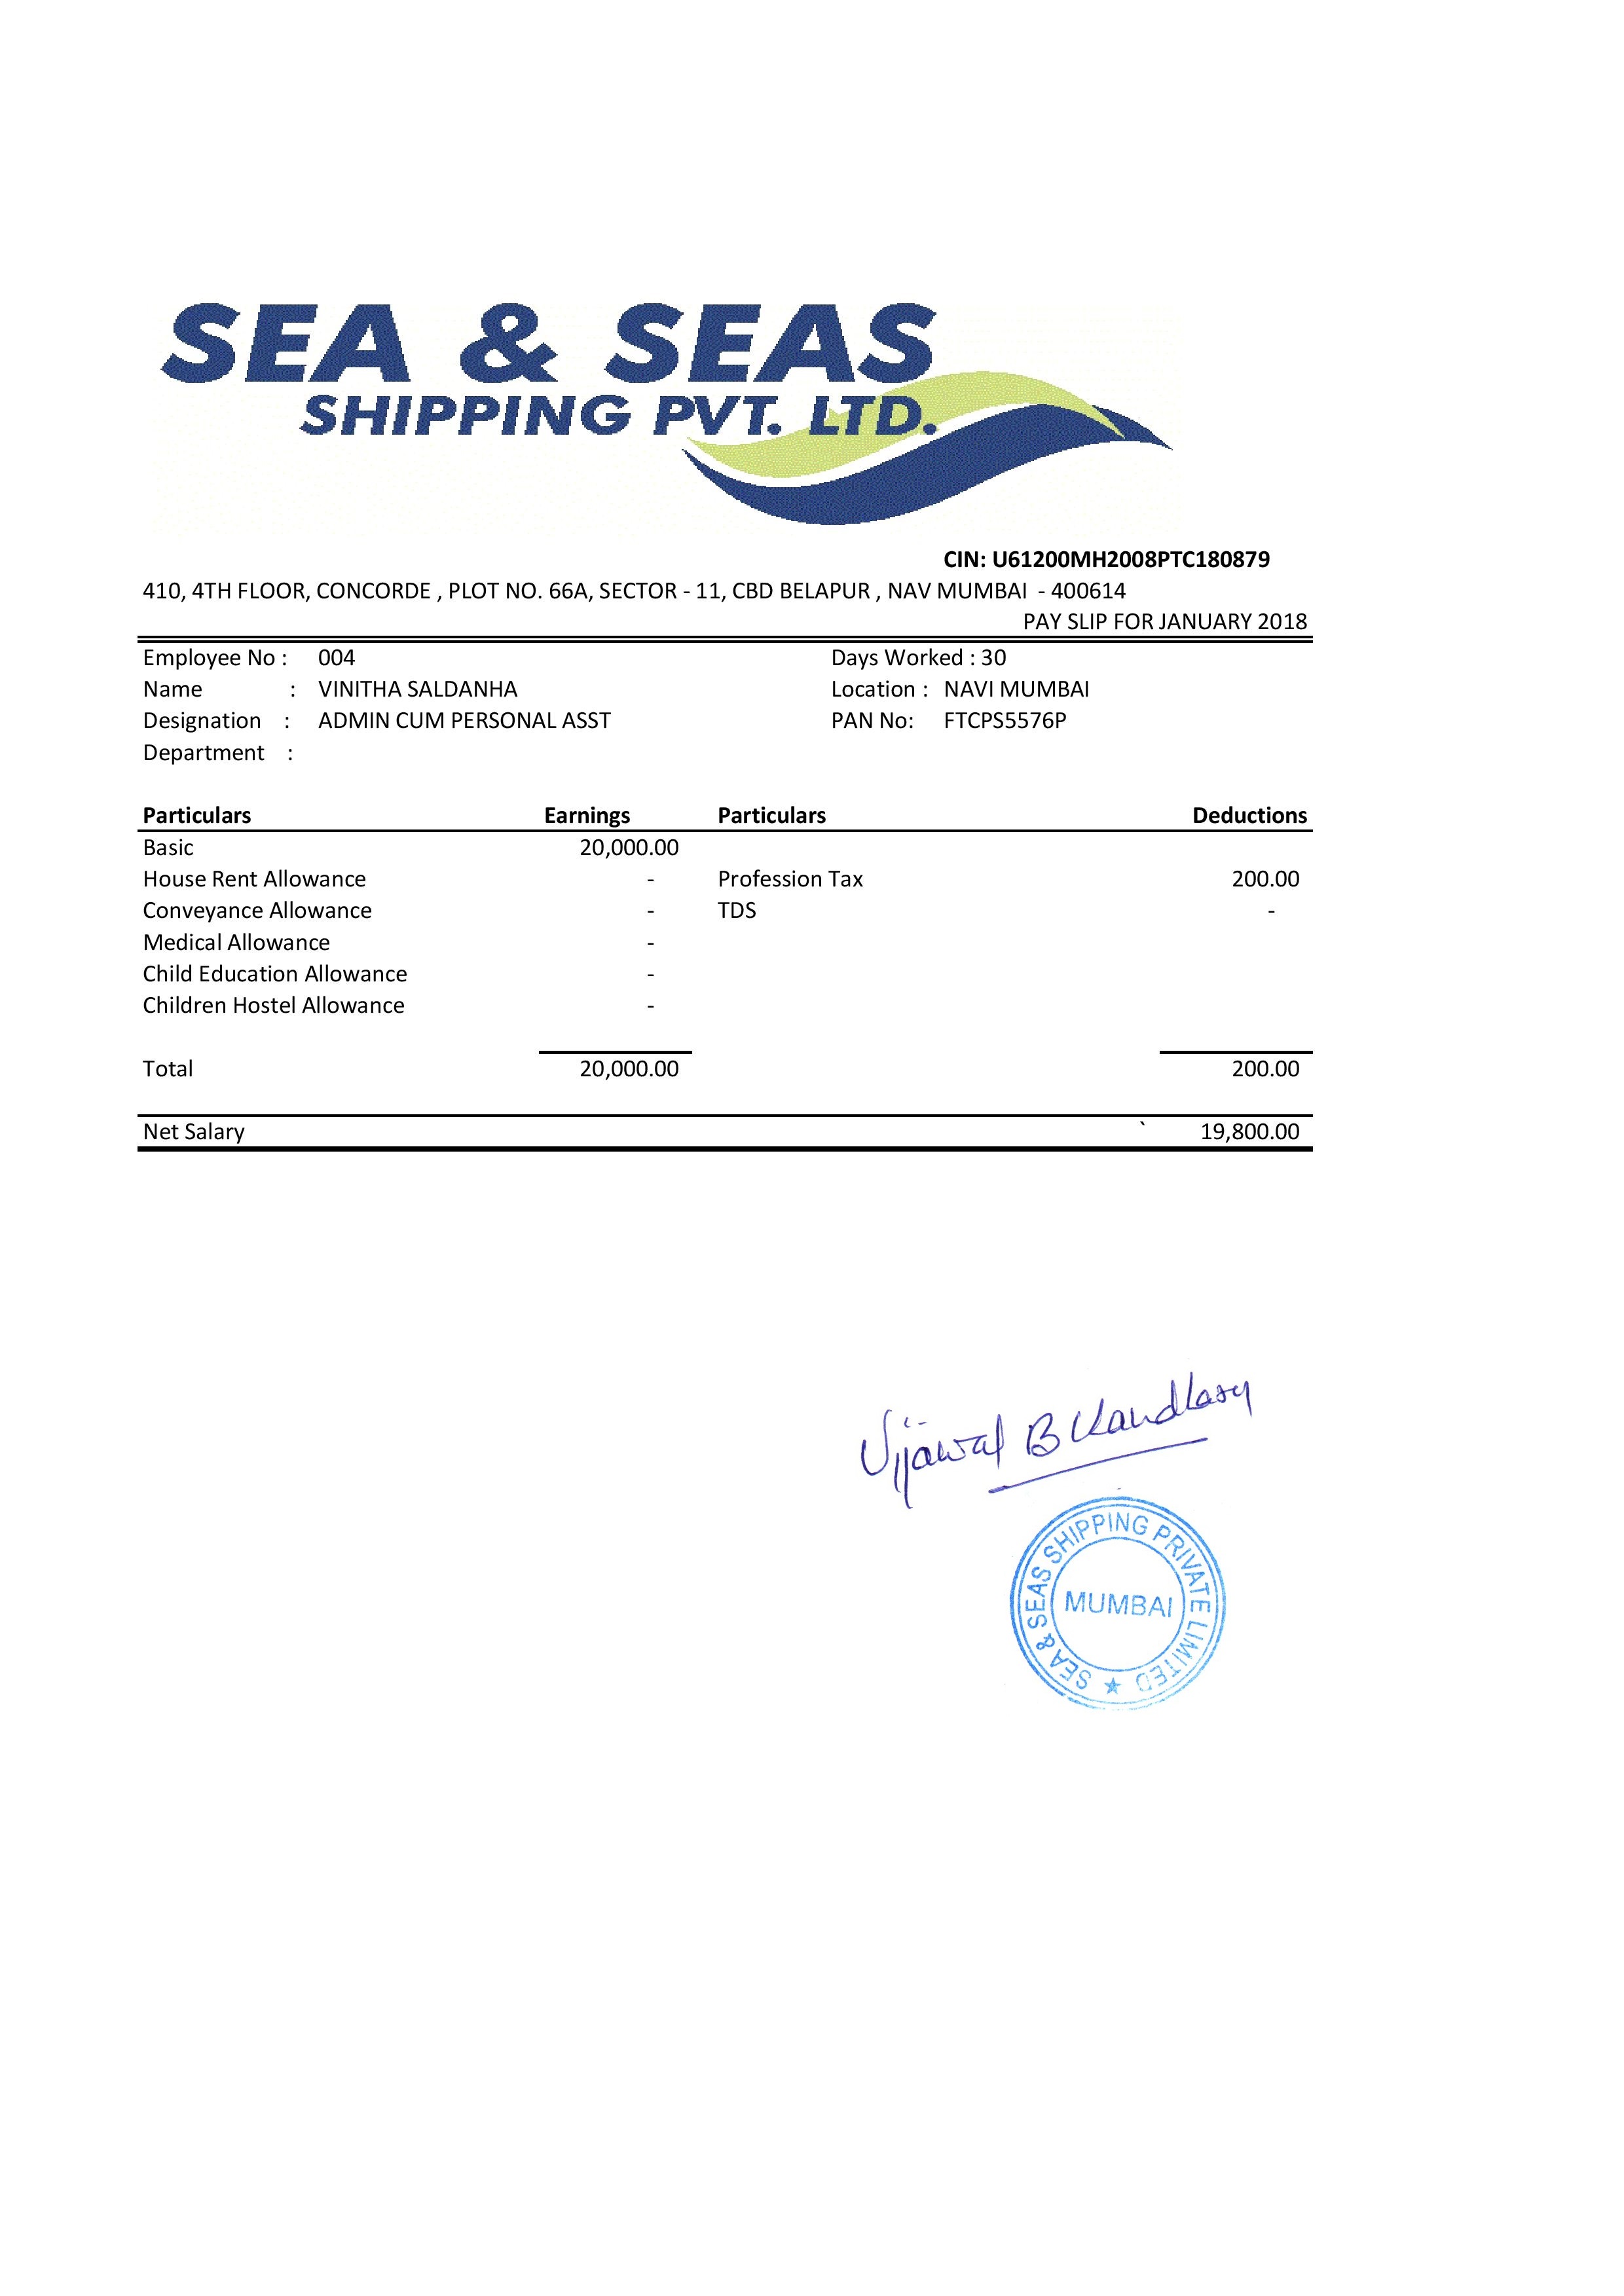 SEA & SEAS
SHIPPING PVT. LTD.
CIN: U61200MH2008PTC180879
410, 4TH FLOOR, CONCORDE , PLOT NO. 66A, SECTOR - 11, CBD BELAPUR , NAV MUMBAI - 400614
PAY SLIP FOR JANUARY 2018
Employee No : 004 Days Worked : 30
Name : VINITHA SALDANHA Location : NAVI MUMBAI
Designation : ADMIN CUM PERSONAL ASST PAN No: FTCPS5576P
Department :
Particulars Earnings Particulars Deductions
Basic 20,000.00
House Rent Allowance - Profession Tax 200.00
Conveyance Allowance - TDS -
Medical Allowance -
Child Education Allowance -
Children Hostel Allowance -
Total 20,000.00 200.00
Net Salary ` 19,800.00
B
SEA & SEAS SHIPPING PRIVATE LIMITED ★
MUMBAI